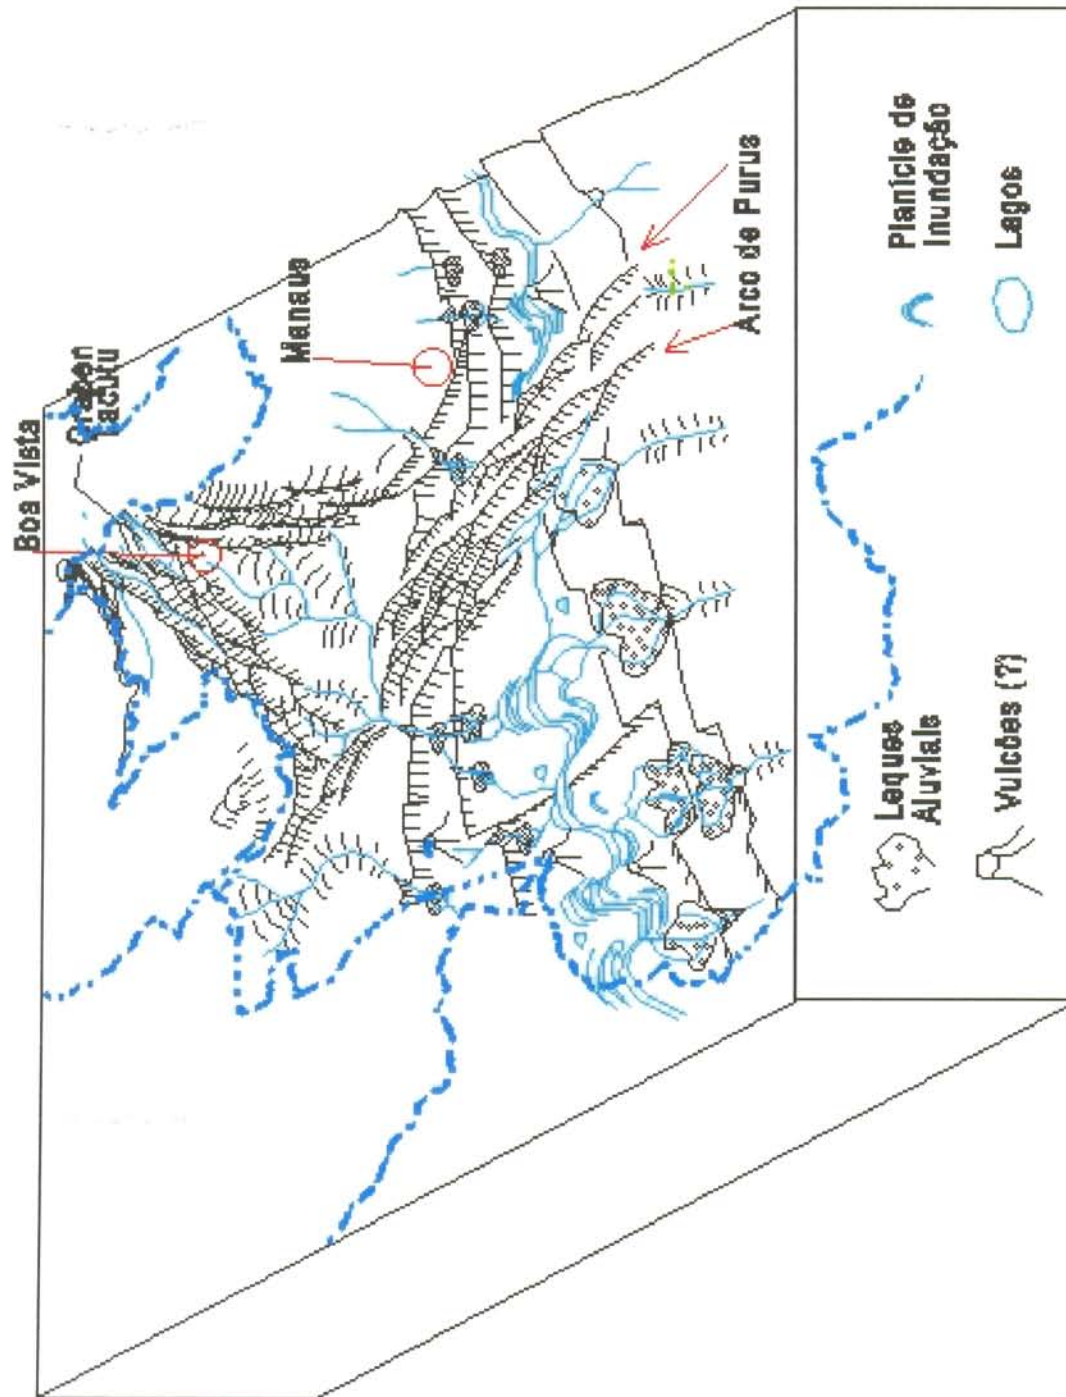 Boa Vista
Graben
Tacutu
Manaus
Arco de Purus
Leques
Aluviais
Planície de
Inundação
Vulcões (?)
Lagos